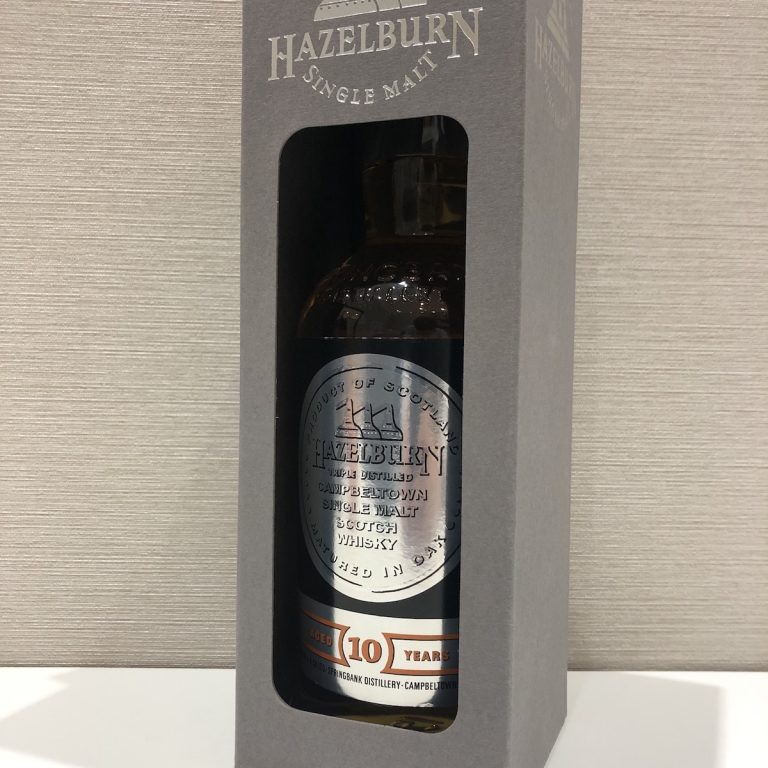 HAZELBURN
SINGLE MALT
PRODUCT OF SCOTLAND
HAZELBURN
TRIPLE DISTILLED
CAMPBELTOWN
SINGLE MALT
SCOTCH
WHISKY
MATURED IN OAK
AGED 10 YEARS
SPRINGBANK DISTILLERY · CAMPBELTOWN